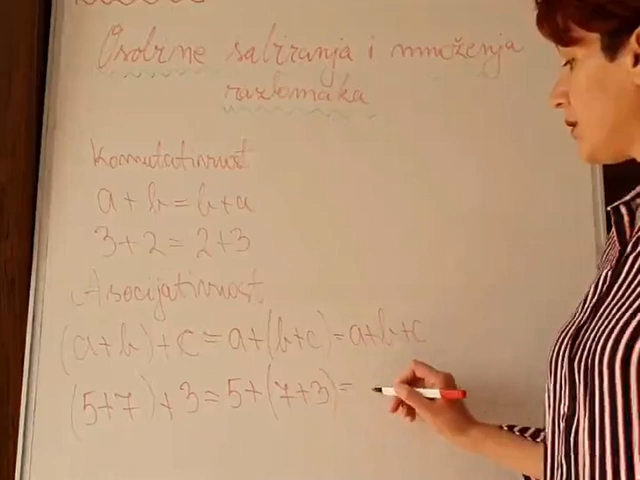 Osobine sabiranja i množenja
razlomaka
Komutativnost
a+b=b+a
3+2=2+3
Asocijativnost
(a+b)+c=a+(b+c)=a+b+c
(5+7)+3=5+(7+3)=